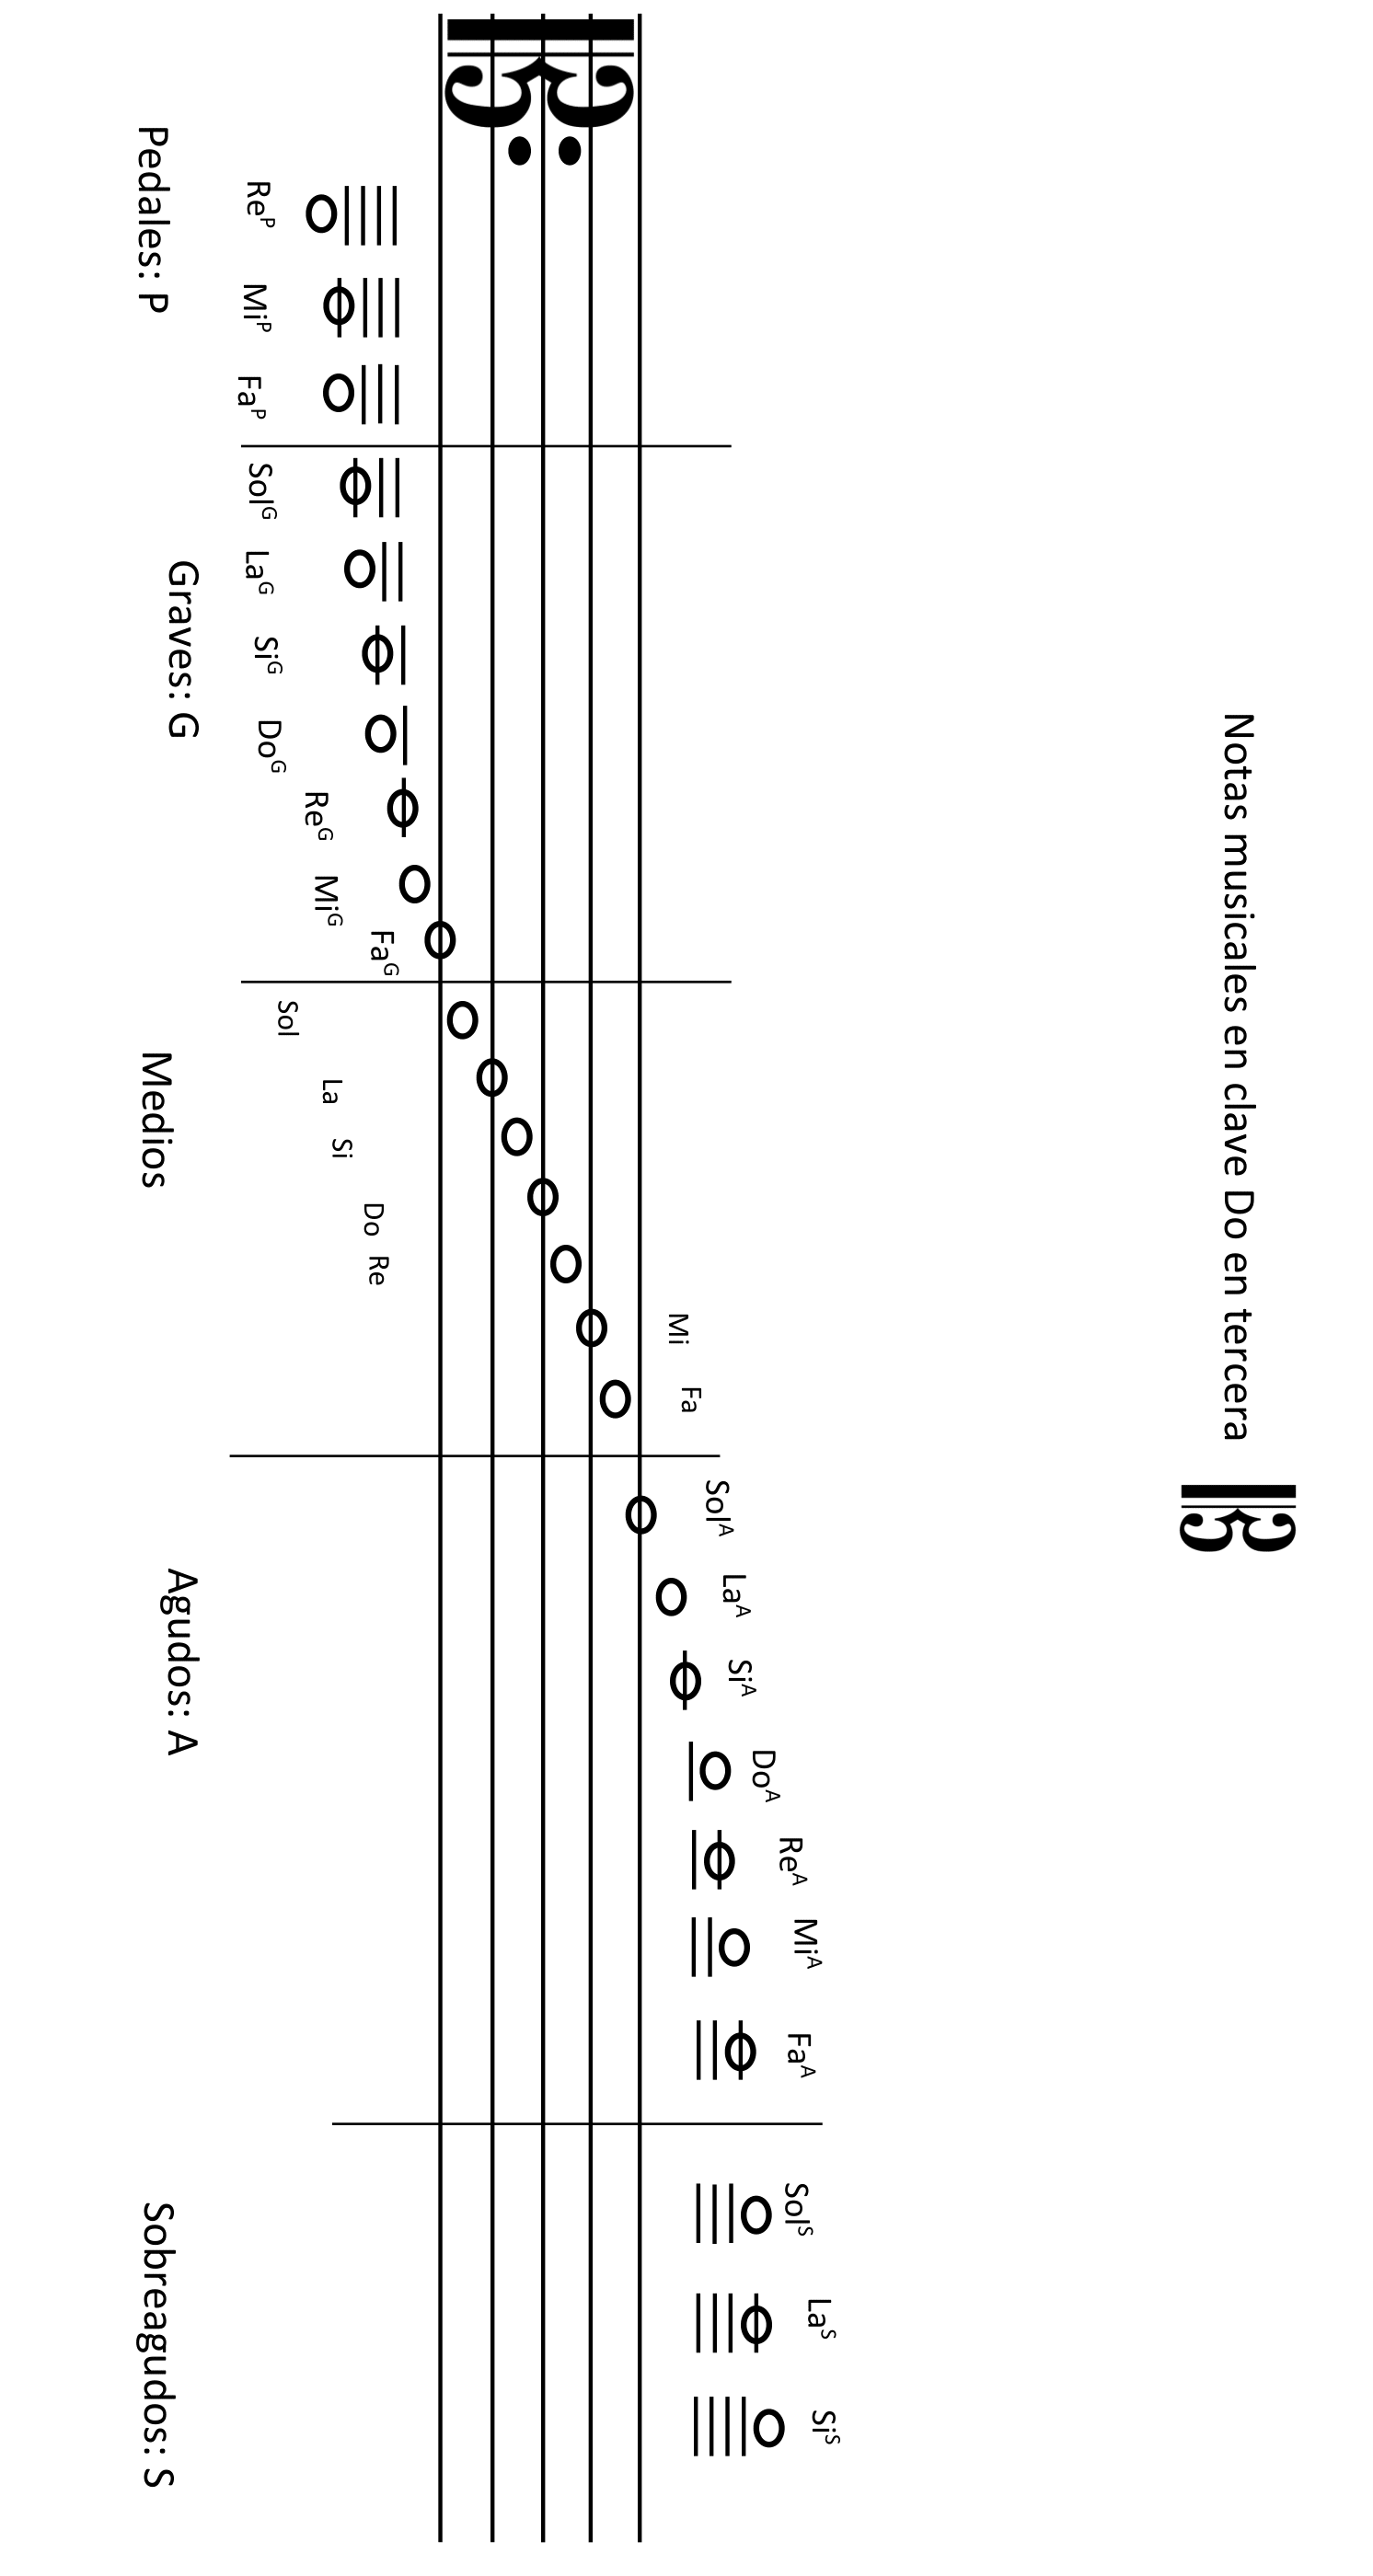 Notas musicales en clave Do en tercera
Re^P Mi^P Fa^P Sol^G La^G Si^G Do^G Re^G Mi^G Fa^G Sol La Si Do Re Mi Fa Sol^A La^A Si^A Do^A Re^A Mi^A Fa^A Sol^S La^S Si^S
Pedales: P Graves: G Medios Agudos: A Sobreagudos: S